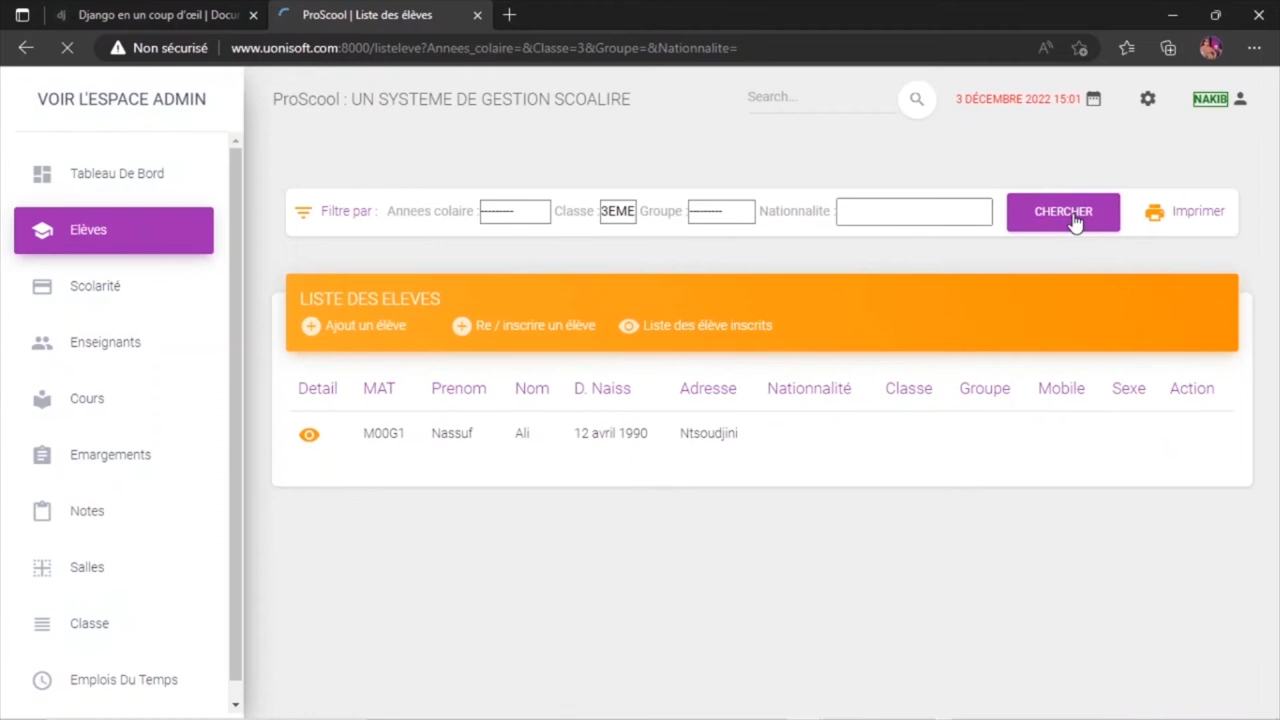 Django en un coup d'œil | Docu
ProScool | Liste des élèves
Non sécurisé
www.uonisoft.com:8000/listeleve?Annees_colaire=&Classe=3&Groupe=&Nationnalite=
VOIR L'ESPACE ADMIN
ProScool : UN SYSTEME DE GESTION SCOALIRE
Search...
3 DÉCEMBRE 2022 15:01
NAKIB
Tableau De Bord
Elèves
Scolarité
Enseignants
Cours
Emargements
Notes
Salles
Classe
Emplois Du Temps
Filtre par : Annees colaire : --------- Classe : 3EME Groupe : --------- Nationnalite : CHERCHER Imprimer
LISTE DES ELEVES
Ajout un élève Re / inscrire un élève Liste des élève inscrits
Detail MAT Prenom Nom D. Naiss Adresse Nationnalité Classe Groupe Mobile Sexe Action
M00G1 Nassuf Ali 12 avril 1990 Ntsoudjini